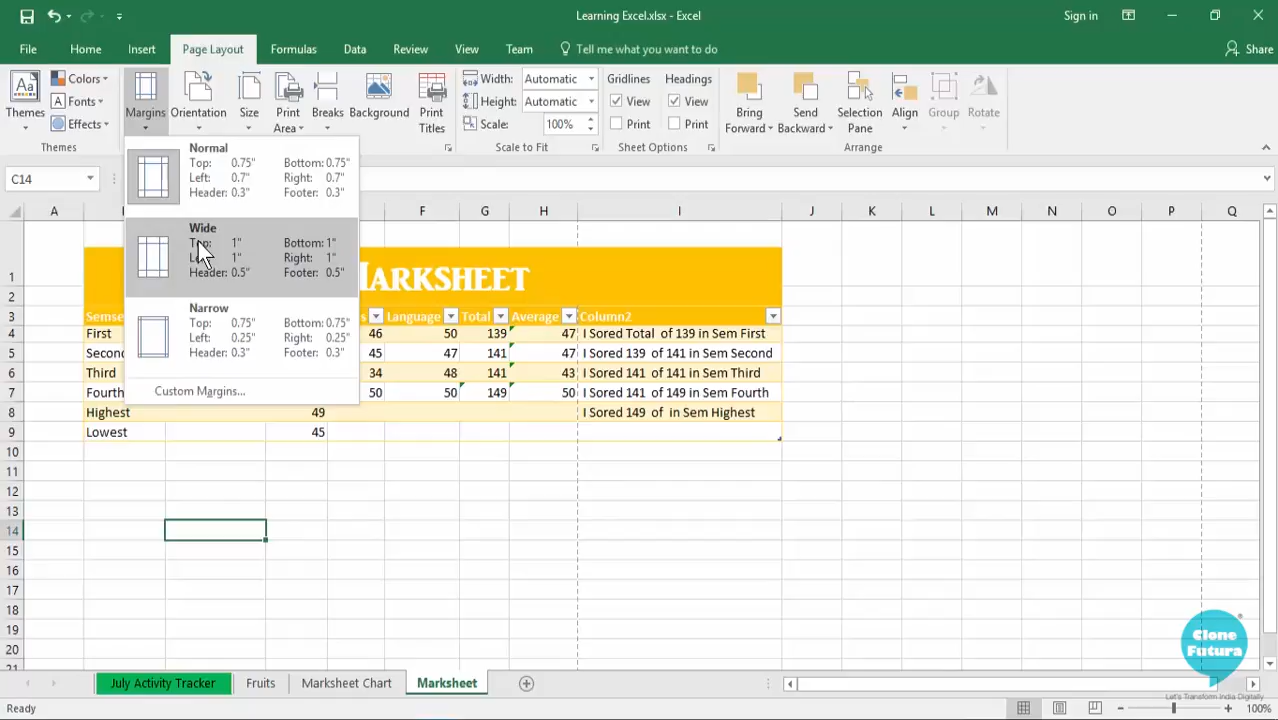 Learning Excel.xlsx - Excel
Sign in
File Home Insert Page Layout Formulas Data Review View Team Tell me what you want to do Share
Themes
Colors
Fonts
Effects
Themes
Margins
Orientation
Size
Print Area
Breaks
Background
Print Titles
Width: Automatic
Height: Automatic
Scale: 100%
Scale to Fit
Gridlines
View
Print
Headings
View
Print
Sheet Options
Bring Forward
Send Backward
Selection Pane
Align
Group
Rotate
Arrange
C14
Normal
Top: 0.75" Bottom: 0.75"
Left: 0.7" Right: 0.7"
Header: 0.3" Footer: 0.3"
Wide
Top: 1" Bottom: 1"
1" Right: 1"
Header: 0.5" Footer: 0.5"
Narrow
Top: 0.75" Bottom: 0.75"
Left: 0.25" Right: 0.25"
Header: 0.3" Footer: 0.3"
Custom Margins...
A F G H I J K L M N O P Q
1 MARKSHEET
2
3 Language Total Average Column2
4 First 46 50 139 47 I Sored Total of 139 in Sem First
5 45 47 141 47 I Sored 139 of 141 in Sem Second
6 Third 34 48 141 43 I Sored 141 of 141 in Sem Third
7 Fourth 50 50 149 50 I Sored 141 of 149 in Sem Fourth
8 Highest 49 I Sored 149 of in Sem Highest
9 Lowest 45
10
11
12
13
14
15
16
17
18
19
20
21
Clone
Futura
Let's Transform India Digitally
July Activity Tracker Fruits Marksheet Chart Marksheet
Ready 100%